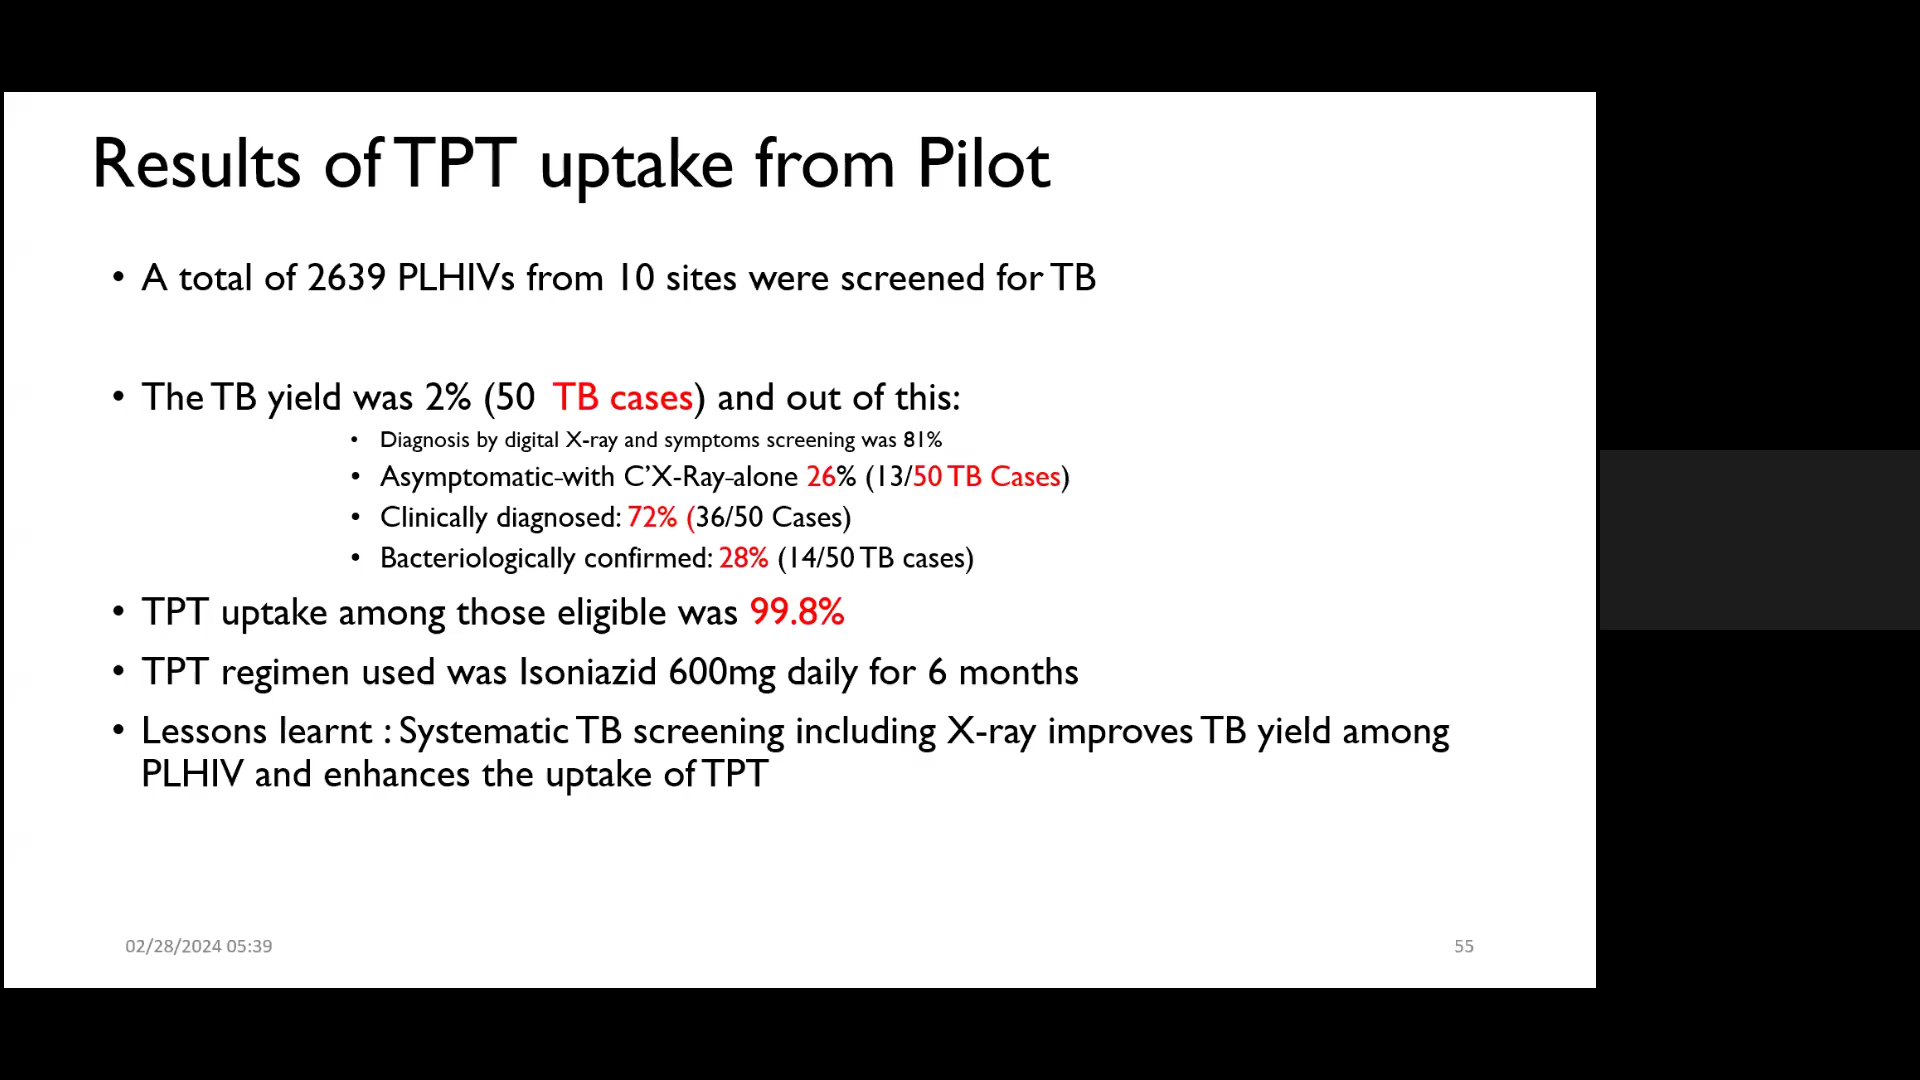 Results of TPT uptake from Pilot
• A total of 2639 PLHIVs from 10 sites were screened for TB
• The TB yield was 2% (50 TB cases) and out of this:
• Diagnosis by digital X-ray and symptoms screening was 81%
• Asymptomatic-with C’X-Ray-alone 26% (13/50 TB Cases)
• Clinically diagnosed: 72% (36/50 Cases)
• Bacteriologically confirmed: 28% (14/50 TB cases)
• TPT uptake among those eligible was 99.8%
• TPT regimen used was Isoniazid 600mg daily for 6 months
• Lessons learnt : Systematic TB screening including X-ray improves TB yield among
PLHIV and enhances the uptake of TPT
02/28/2024 05:39
55